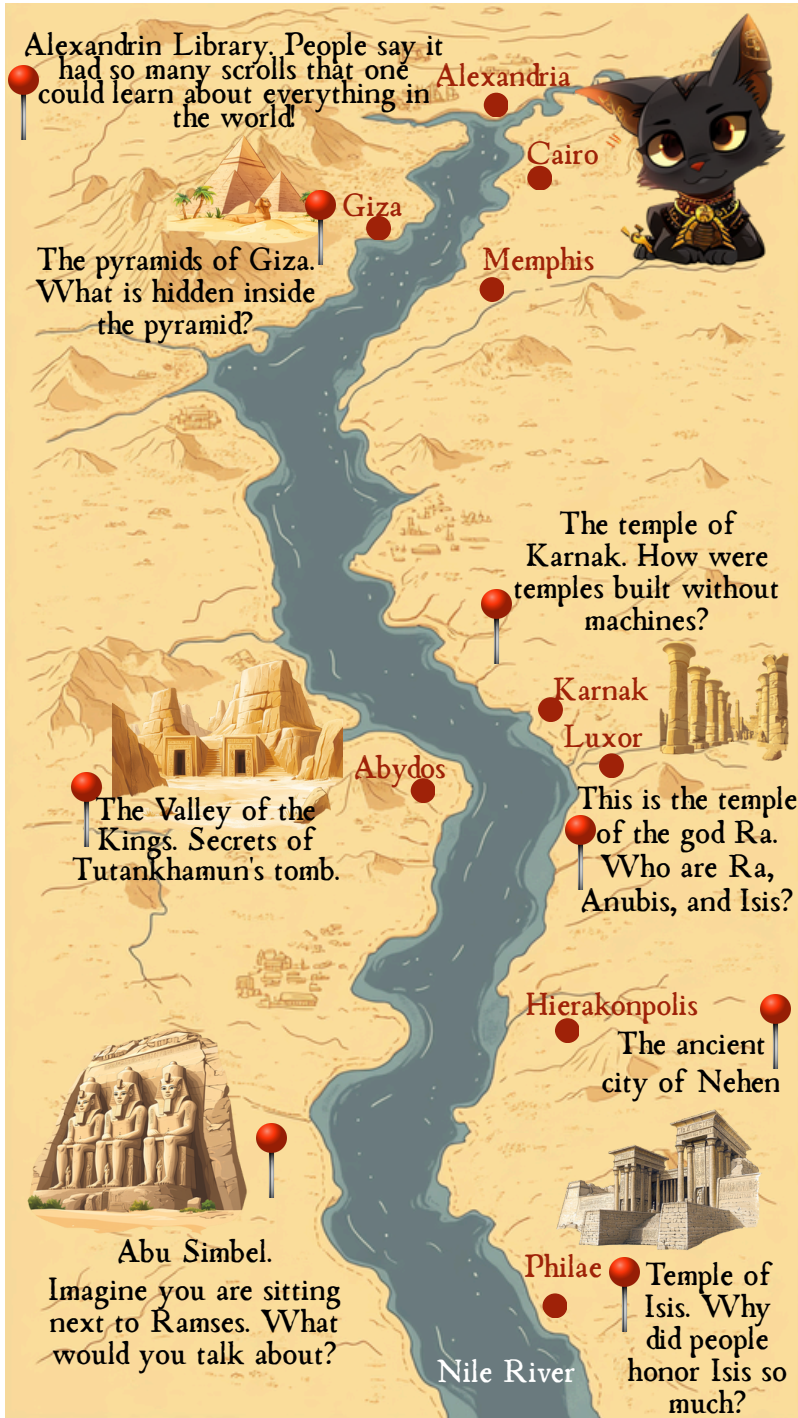 Alexandrin Library. People say it
had so many scrolls that one
could learn about everything in
the world!
Alexandria
Cairo
Giza
The pyramids of Giza.
What is hidden inside
the pyramid?
Memphis
The temple of
Karnak. How were
temples built without
machines?
Karnak
Luxor
Abydos
The Valley of the
Kings. Secrets of
Tutankhamun's tomb.
This is the temple
of the god Ra.
Who are Ra,
Anubis, and Isis?
Hierakonpolis
The ancient
city of Nehen
Abu Simbel.
Imagine you are sitting
next to Ramses. What
would you talk about?
Philae
Temple of
Isis. Why
did people
honor Isis so
much?
Nile River